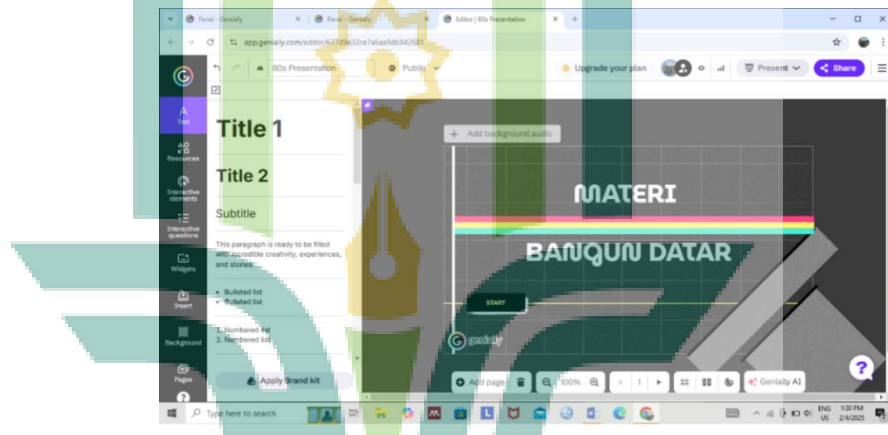 Panel - Genially
Panel - Genially
Editor | 80s Presentation
80s Presentation
Public
Upgrade your plan
Present
Share
Text
Resources
Interactive elements
Interactive questions
Widgets
Insert
Background
Pages
Title 1
Title 2
Subtitle
This paragraph is ready to be filled
with incredible creativity, experiences,
and stories.
• Bulleted list
• Bulleted list
1. Numbered list
2. Numbered list
Apply Brand kit
+ Add background audio
MATERI
BANGUN DATAR
START
genially
Add page
100%
1
Genially AI
?
Type here to search
ENG
US
1:30 PM
2/4/2025